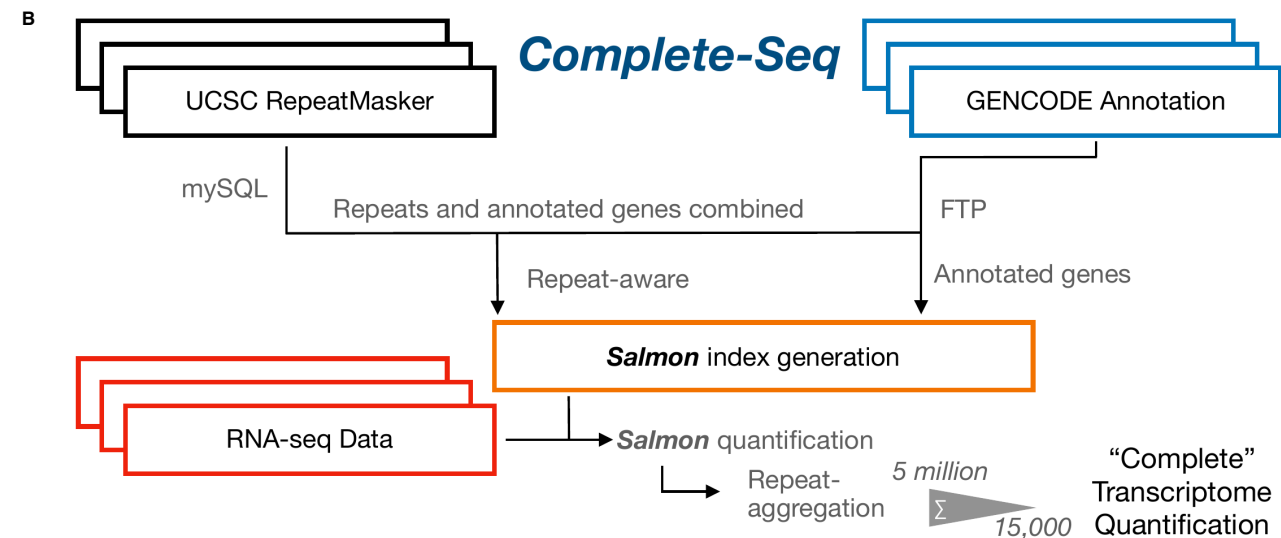 B
Complete-Seq
UCSC RepeatMasker
GENCODE Annotation
mySQL
Repeats and annotated genes combined
FTP
Repeat-aware
Annotated genes
Salmon index generation
RNA-seq Data
Salmon quantification
Repeat-
aggregation
5 million
∑
15,000
“Complete”
Transcriptome
Quantification